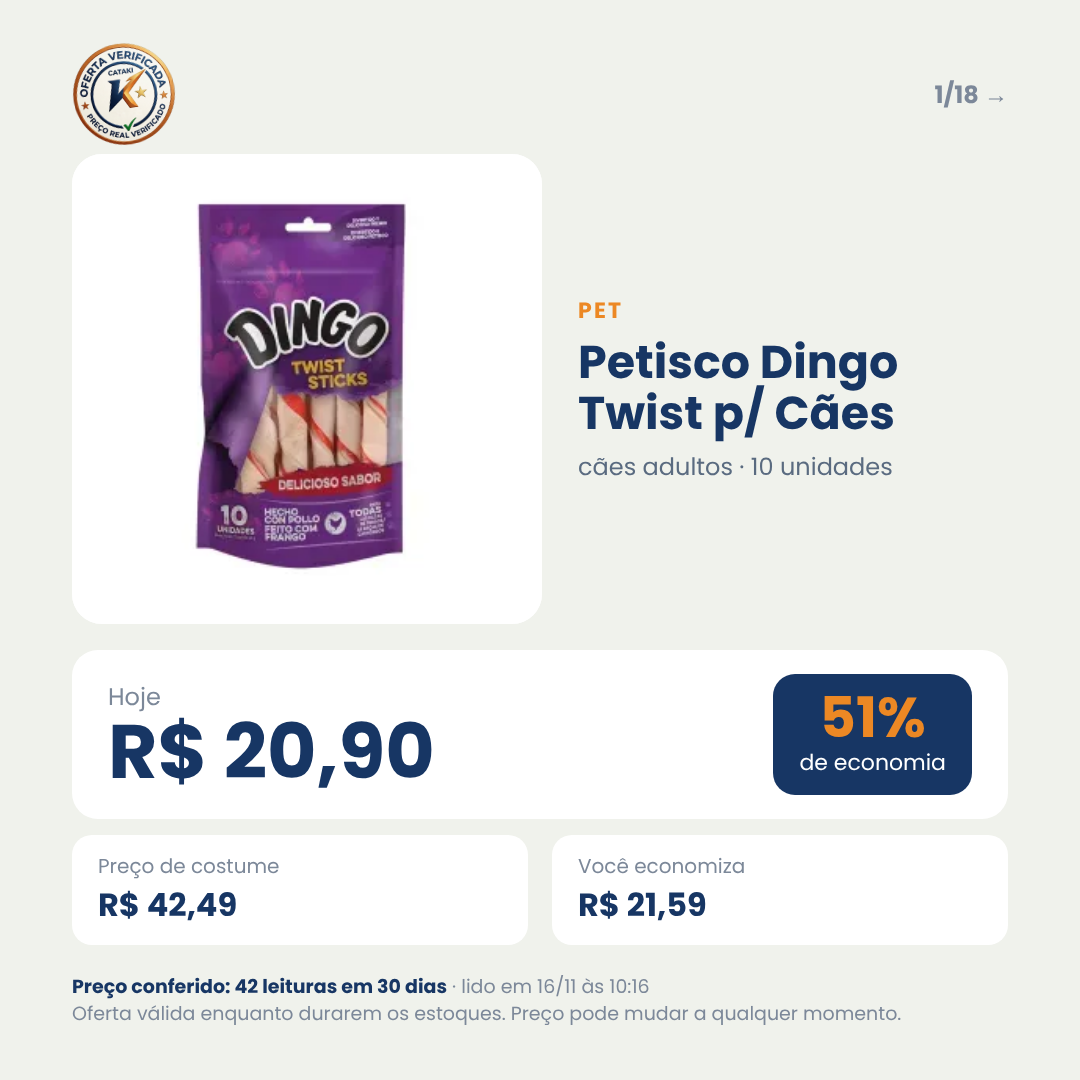 OFERTA VERIFICADA
CATAKI
K
PREÇO REAL VERIFICADO
1/18 →
DINGO
TWIST
STICKS
DELICIOSO SABOR
10
UNIDADES
HECHO
CON POLLO
FEITO COM
FRANGO
TODAS
PET
Petisco Dingo
Twist p/ Cães
cães adultos · 10 unidades
Hoje
R$ 20,90
51%
de economia
Preço de costume
R$ 42,49
Você economiza
R$ 21,59
Preço conferido: 42 leituras em 30 dias · lido em 16/11 às 10:16
Oferta válida enquanto durarem os estoques. Preço pode mudar a qualquer momento.